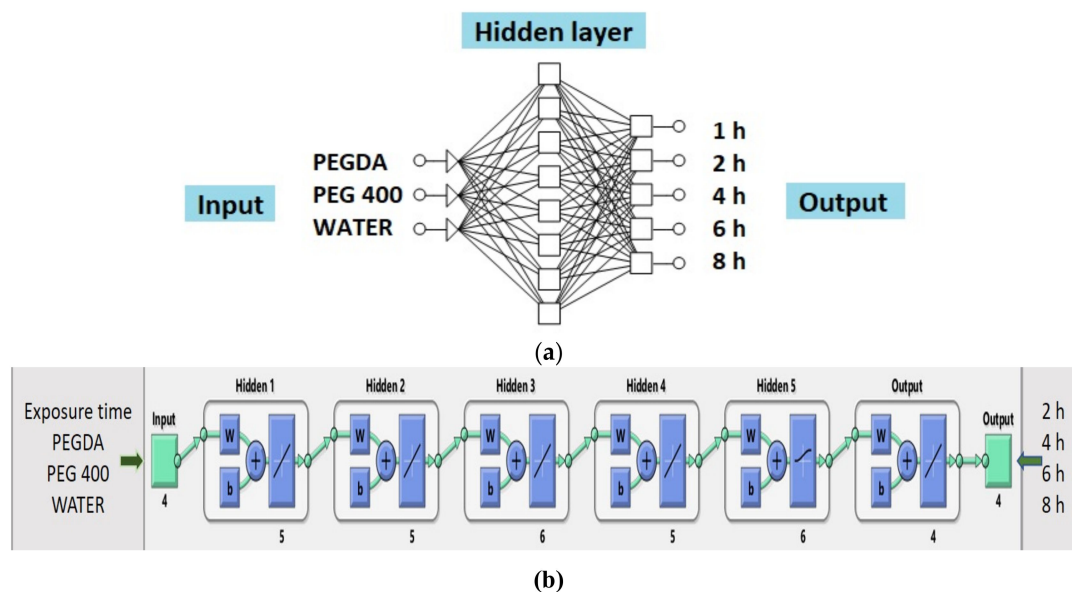 Hidden layer
Input
PEGDA
PEG 400
WATER
1 h
2 h
4 h
6 h
8 h
Output
(a)
Exposure time
PEGDA
PEG 400
WATER
Input
4
Hidden 1
W
b
+
5
Hidden 2
W
b
+
5
Hidden 3
W
b
+
6
Hidden 4
W
b
+
5
Hidden 5
W
b
+
6
Output
W
b
+
4
Output
4
2 h
4 h
6 h
8 h
(b)